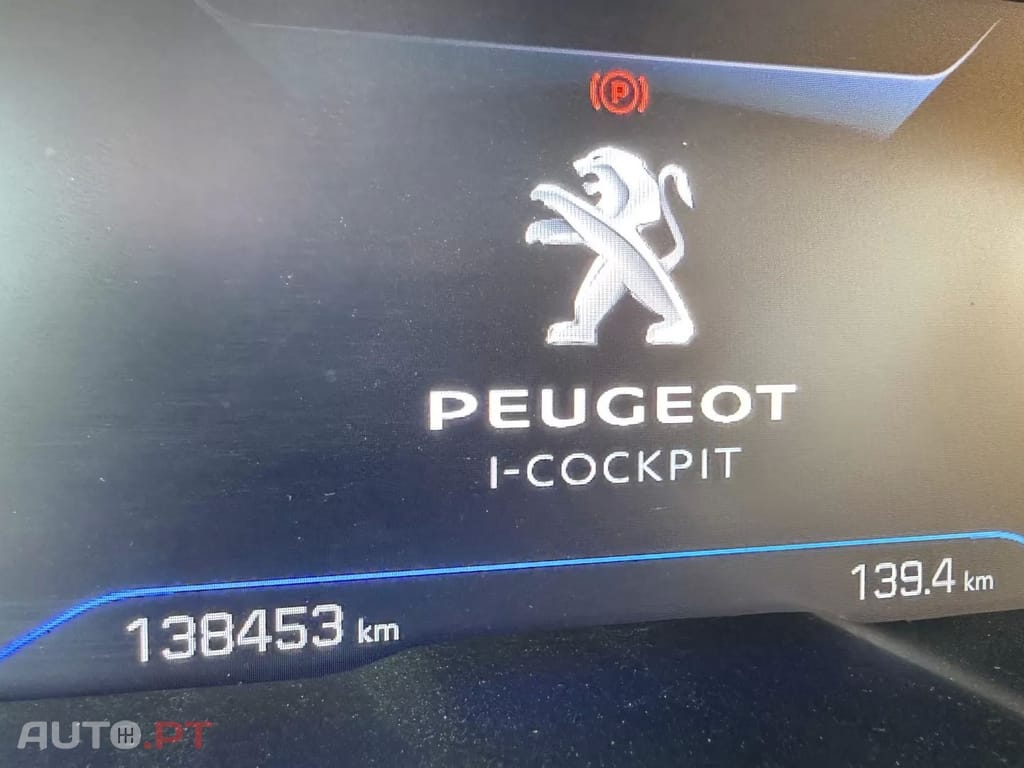 (P)
PEUGEOT
I-COCKPIT
139.4 km
138453 km
AUTO.PT